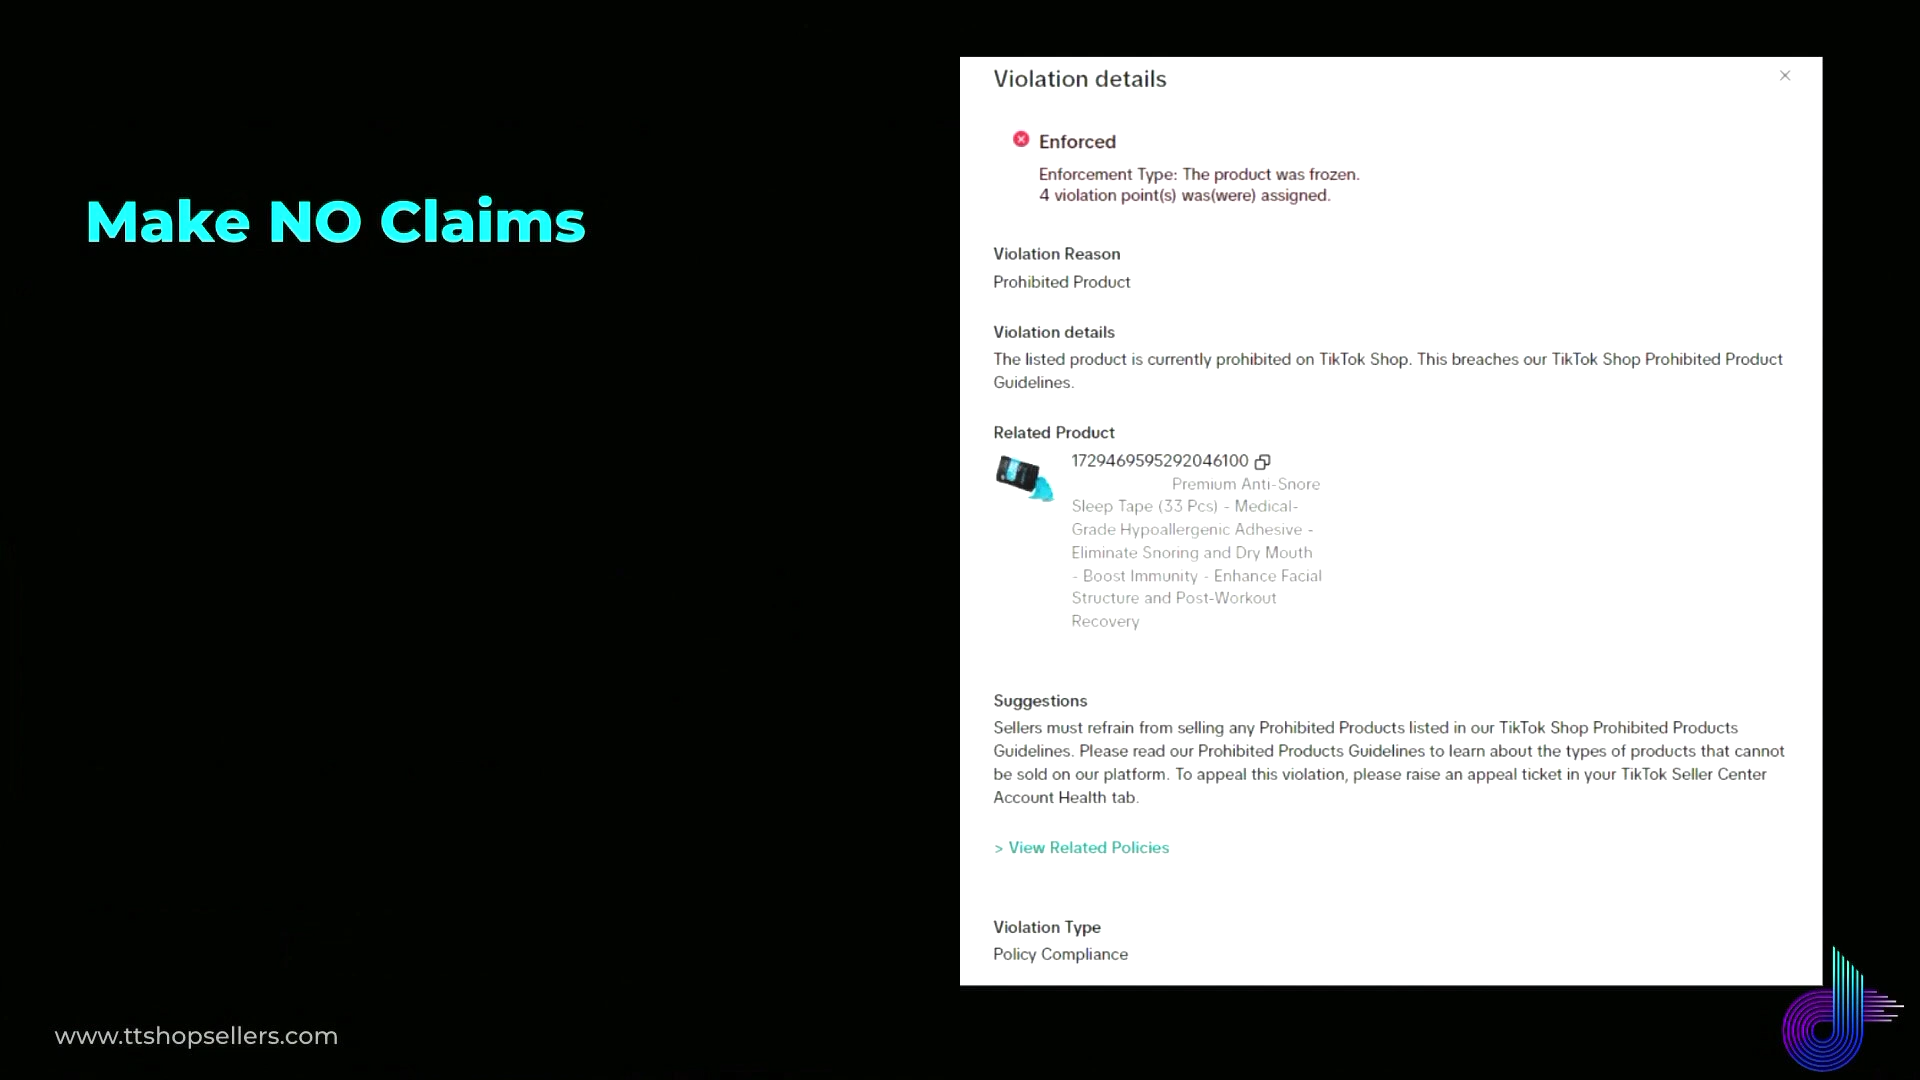 Make NO Claims
Violation details
Enforced
Enforcement Type: The product was frozen.
4 violation point(s) was(were) assigned.
Violation Reason
Prohibited Product
Violation details
The listed product is currently prohibited on TikTok Shop. This breaches our TikTok Shop Prohibited Product
Guidelines.
Related Product
1729469595292046100
Premium Anti-Snore
Sleep Tape (33 Pcs) - Medical-
Grade Hypoallergenic Adhesive -
Eliminate Snoring and Dry Mouth
- Boost Immunity - Enhance Facial
Structure and Post-Workout
Recovery
Suggestions
Sellers must refrain from selling any Prohibited Products listed in our TikTok Shop Prohibited Products
Guidelines. Please read our Prohibited Products Guidelines to learn about the types of products that cannot
be sold on our platform. To appeal this violation, please raise an appeal ticket in your TikTok Seller Center
Account Health tab.
> View Related Policies
Violation Type
Policy Compliance
www.ttshopsellers.com